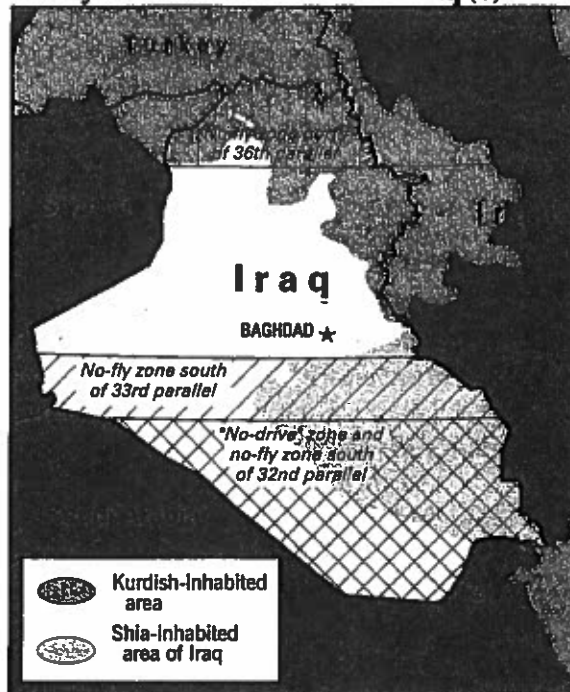 Turkey
of 36th parallel
Iraq
BAGHDAD
No-fly zone south
of 33rd parallel
"No-drive" zone and
no-fly zone south
of 32nd parallel
Kurdish-inhabited
area
Shia-inhabited
area of Iraq